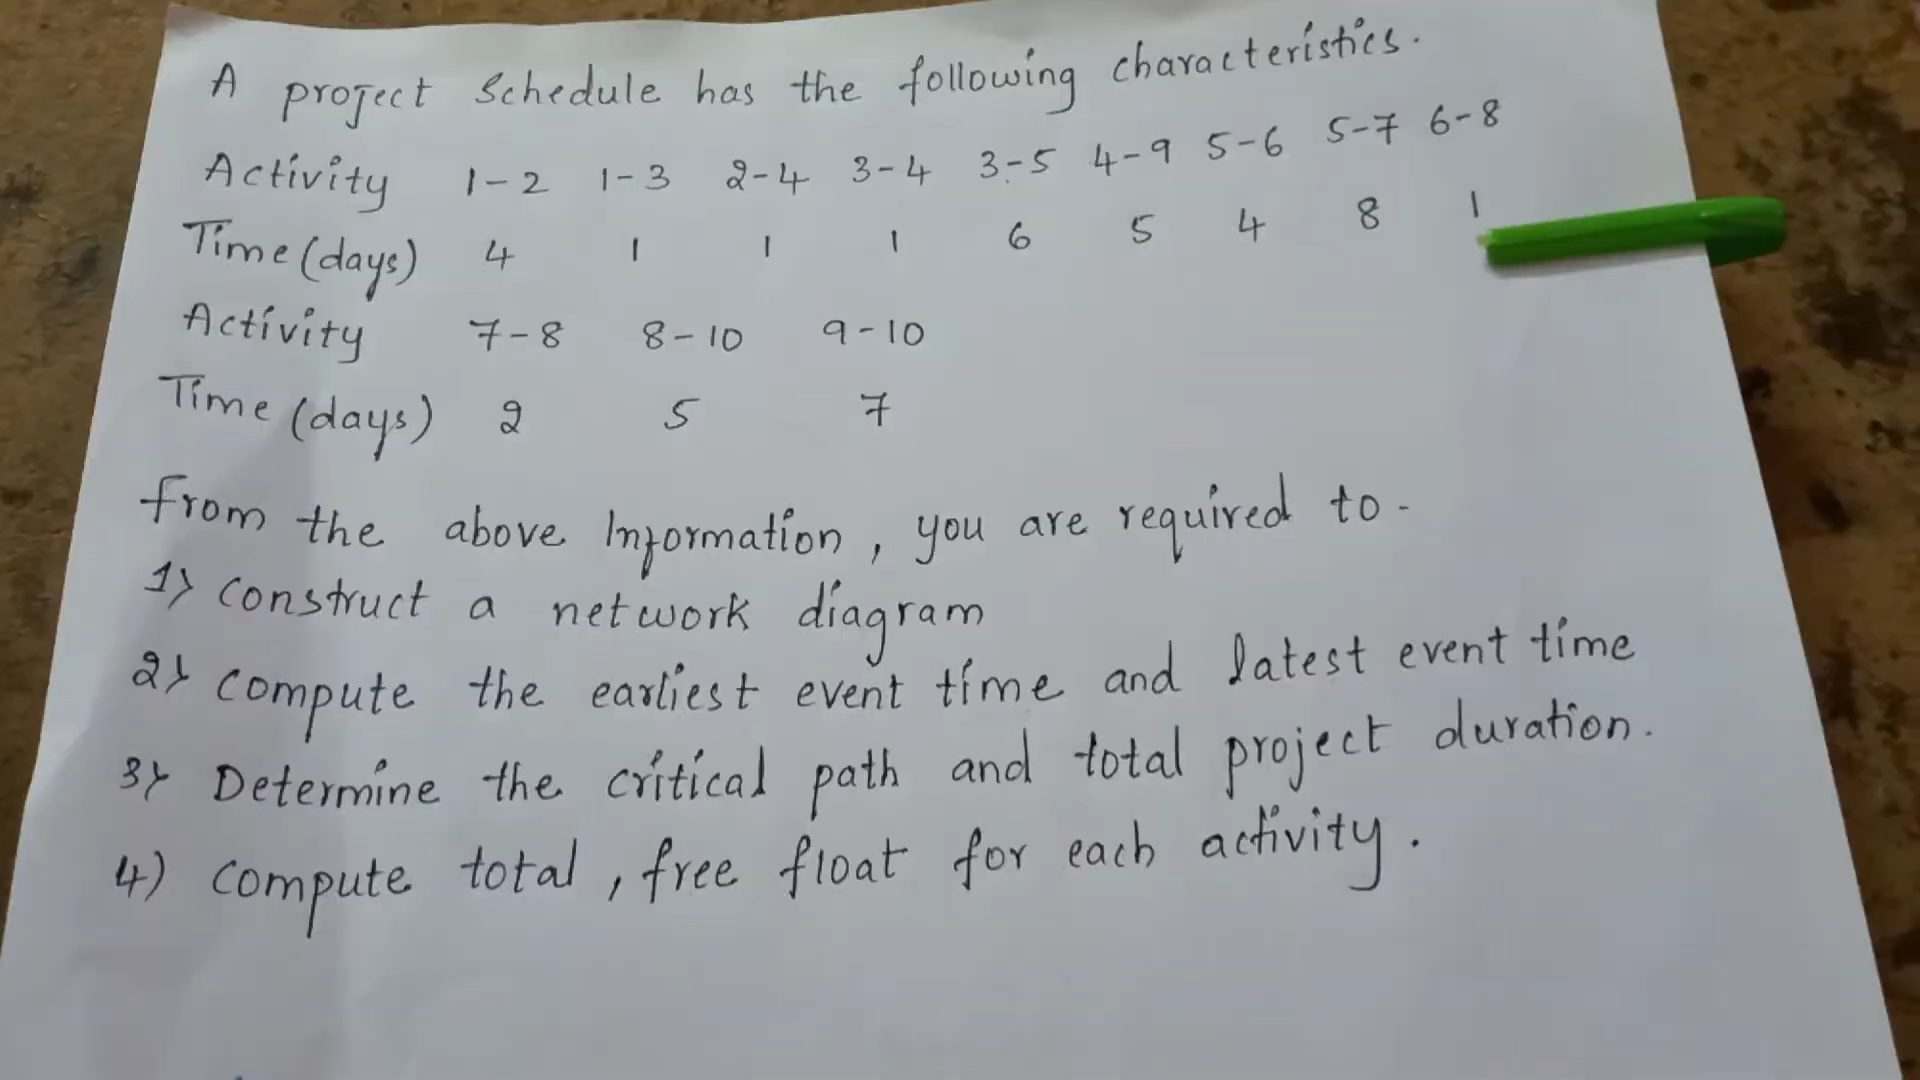 A project Schedule has the following characteristics.
Activity 1-2 1-3 2-4 3-4 3-5 4-9 5-6 5-7 6-8
Time (days) 4 1 1 1 6 5 4 8 1
Activity 7-8 8-10 9-10
Time (days) 2 5 7
from the above Information, you are required to -
1) construct a network diagram
2) compute the earliest event time and latest event time
3) Determine the critical path and total project duration.
4) compute total, free float for each activity.